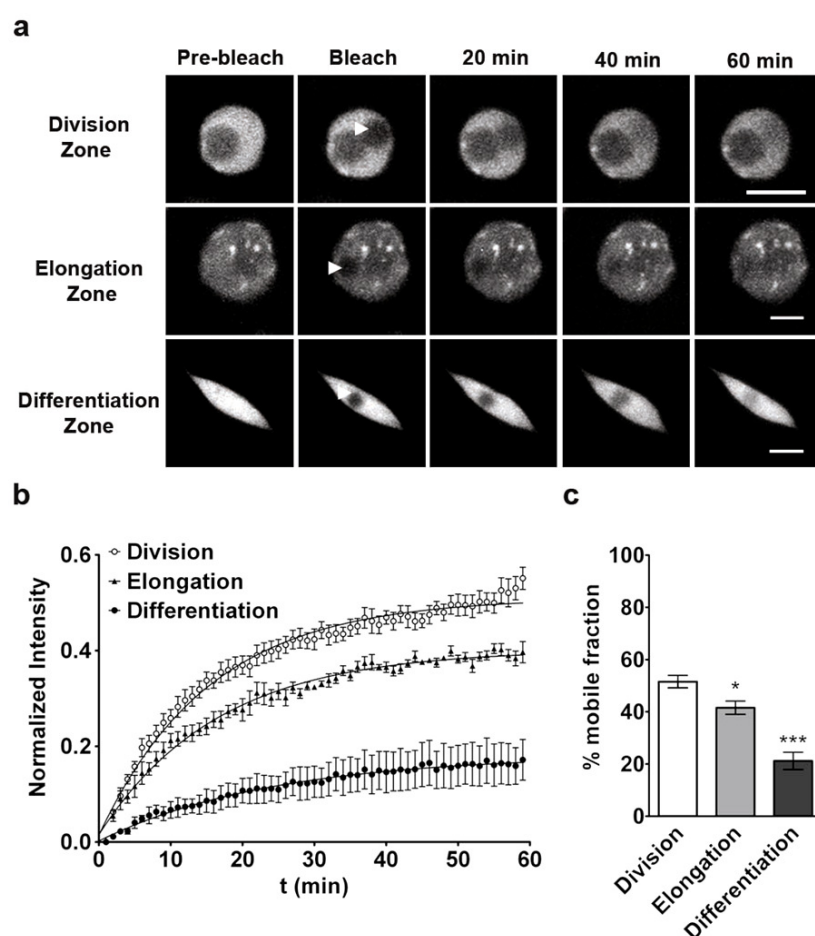 a
Pre-bleach Bleach 20 min 40 min 60 min
Division
Zone
Elongation
Zone
Differentiation
Zone
b
c
Normalized Intensity
0.6
0.4
0.2
0.0
Division
Elongation
Differentiation
0 10 20 30 40 50 60
t (min)
% mobile fraction
100
80
60
40
20
0
*
***
Division
Elongation
Differentiation